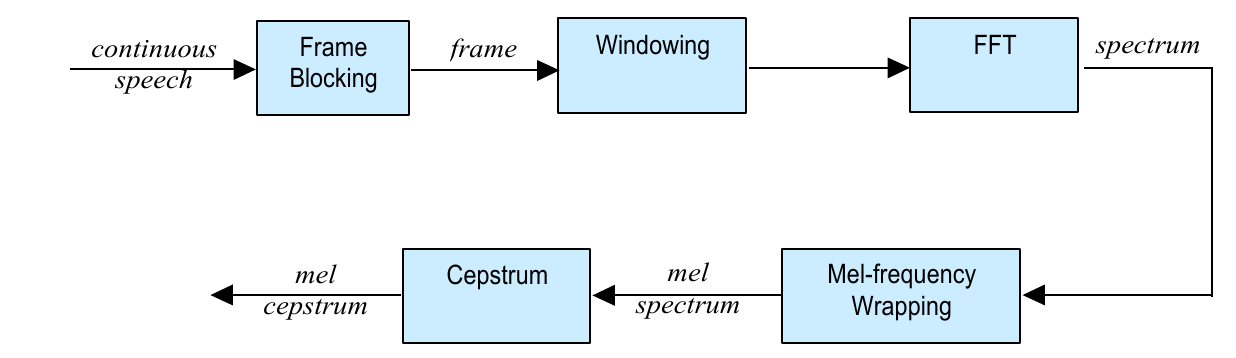 continuous
speech
Frame
Blocking
frame
Windowing
FFT
spectrum
Mel-frequency
Wrapping
mel
spectrum
Cepstrum
mel
cepstrum